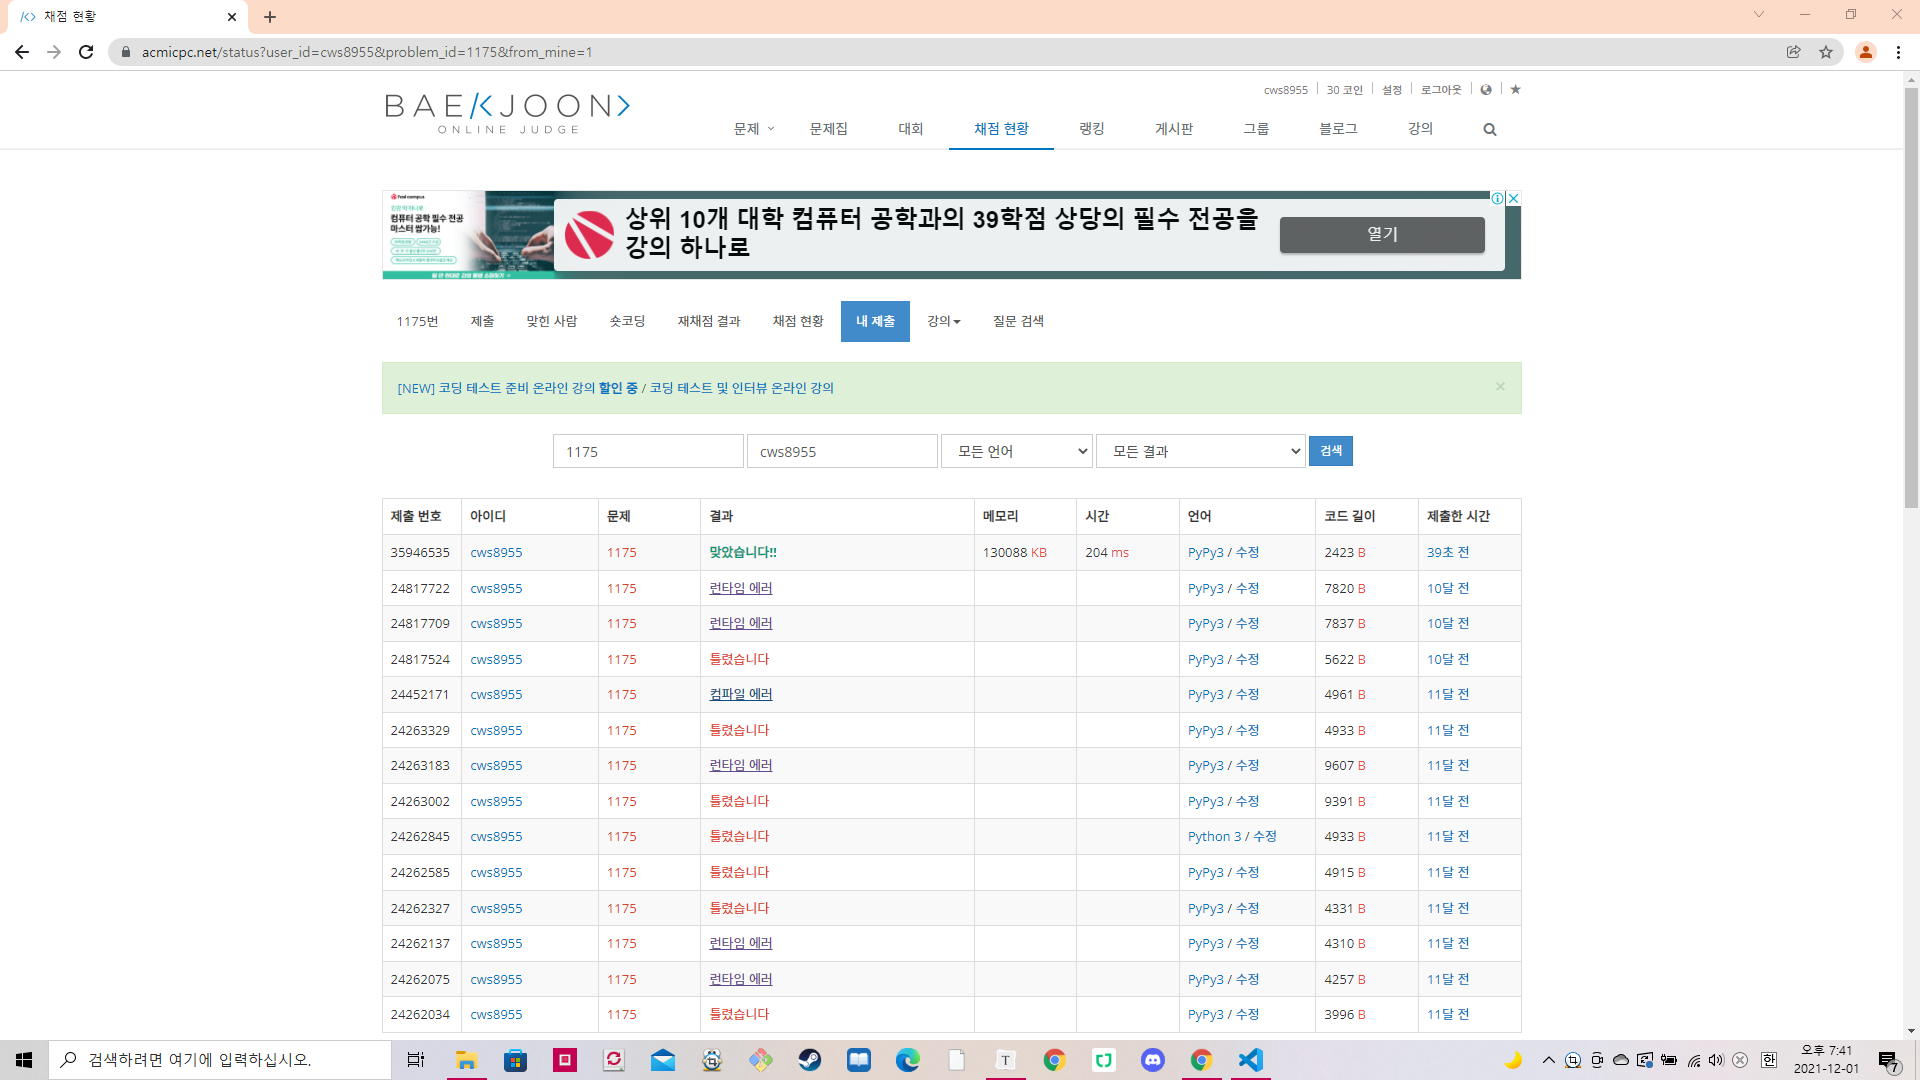 채점 현황
acmicpc.net/status?user_id=cws8955&problem_id=1175&from_mine=1
cws8955 30 코인 설정 로그아웃
BAE/<JOON>
ONLINE JUDGE
문제 문제집 대회 채점 현황 랭킹 게시판 그룹 블로그 강의
컴퓨터 공학 필수 전공
마스터 쌉가능!
상위 10개 대학 컴퓨터 공학과의 39학점 상당의 필수 전공을
강의 하나로
열기
1175번 제출 맞힌 사람 숏코딩 재채점 결과 채점 현황 내 제출 강의 질문 검색
[NEW] 코딩 테스트 준비 온라인 강의 할인 중 / 코딩 테스트 및 인터뷰 온라인 강의 ×
1175 cws8955 모든 언어 모든 결과 검색
제출 번호 아이디 문제 결과 메모리 시간 언어 코드 길이 제출한 시간
35946535 cws8955 1175 맞았습니다!! 130088 KB 204 ms PyPy3 / 수정 2423 B 39초 전
24817722 cws8955 1175 런타임 에러 PyPy3 / 수정 7820 B 10달 전
24817709 cws8955 1175 런타임 에러 PyPy3 / 수정 7837 B 10달 전
24817524 cws8955 1175 틀렸습니다 PyPy3 / 수정 5622 B 10달 전
24452171 cws8955 1175 컴파일 에러 PyPy3 / 수정 4961 B 11달 전
24263329 cws8955 1175 틀렸습니다 PyPy3 / 수정 4933 B 11달 전
24263183 cws8955 1175 런타임 에러 PyPy3 / 수정 9607 B 11달 전
24263002 cws8955 1175 틀렸습니다 PyPy3 / 수정 9391 B 11달 전
24262845 cws8955 1175 틀렸습니다 Python 3 / 수정 4933 B 11달 전
24262585 cws8955 1175 틀렸습니다 PyPy3 / 수정 4915 B 11달 전
24262327 cws8955 1175 틀렸습니다 PyPy3 / 수정 4331 B 11달 전
24262137 cws8955 1175 런타임 에러 PyPy3 / 수정 4310 B 11달 전
24262075 cws8955 1175 런타임 에러 PyPy3 / 수정 4257 B 11달 전
24262034 cws8955 1175 틀렸습니다 PyPy3 / 수정 3996 B 11달 전
검색하려면 여기에 입력하십시오. T 한 오후 7:41
2021-12-01 7